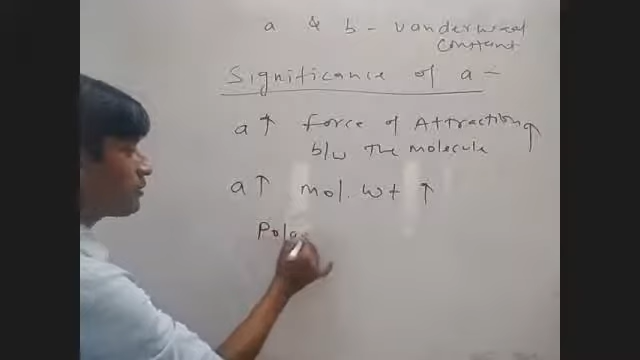 a & b - vanderwaal
constant
Significance of a -
a ↑ force of Attraction ↑
b/w The molecule
a ↑ mol. wt ↑
Pola